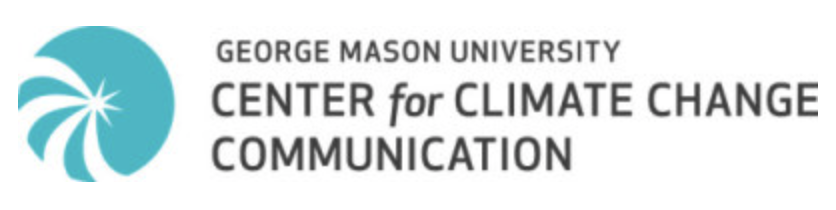 GEORGE MASON UNIVERSITY
CENTER for CLIMATE CHANGE
COMMUNICATION